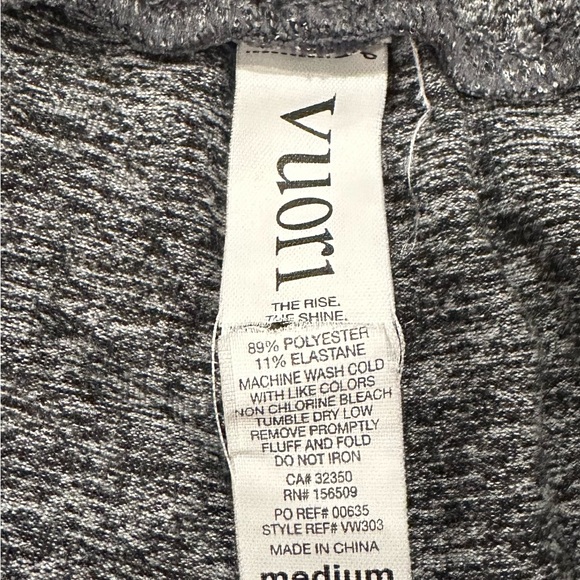 vuori
THE RISE.
THE SHINE.
89% POLYESTER
11% ELASTANE
MACHINE WASH COLD
WITH LIKE COLORS
NON CHLORINE BLEACH
TUMBLE DRY LOW
REMOVE PROMPTLY
FLUFF AND FOLD
DO NOT IRON
CA# 32350
RN# 156509
PO REF# 00635
STYLE REF# VW303
MADE IN CHINA
medium